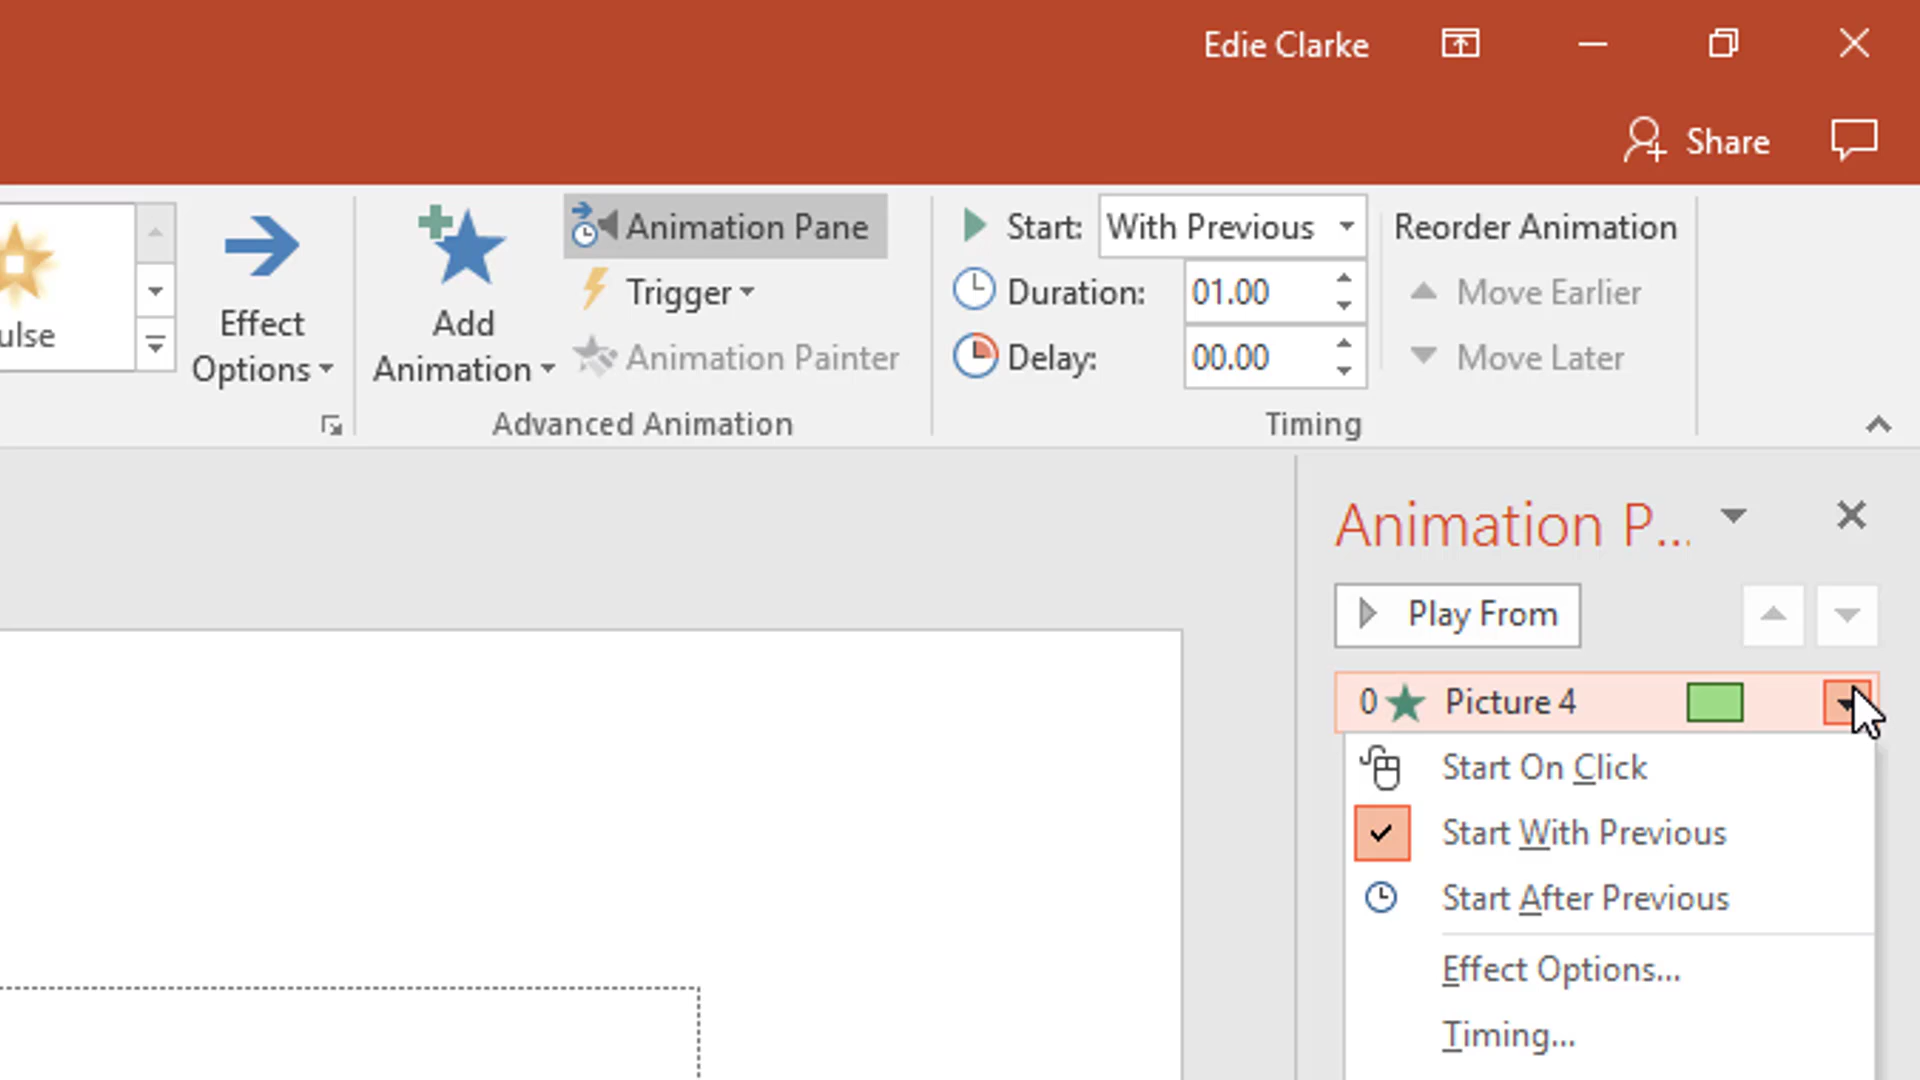 Edie Clarke
Share
ulse
Effect
Options
Add
Animation
Animation Pane
Trigger
Animation Painter
Advanced Animation
Start: With Previous
Duration: 01.00
Delay: 00.00
Reorder Animation
Move Earlier
Move Later
Timing
Animation P...
Play From
0 Picture 4
Start On Click
Start With Previous
Start After Previous
Effect Options...
Timing...